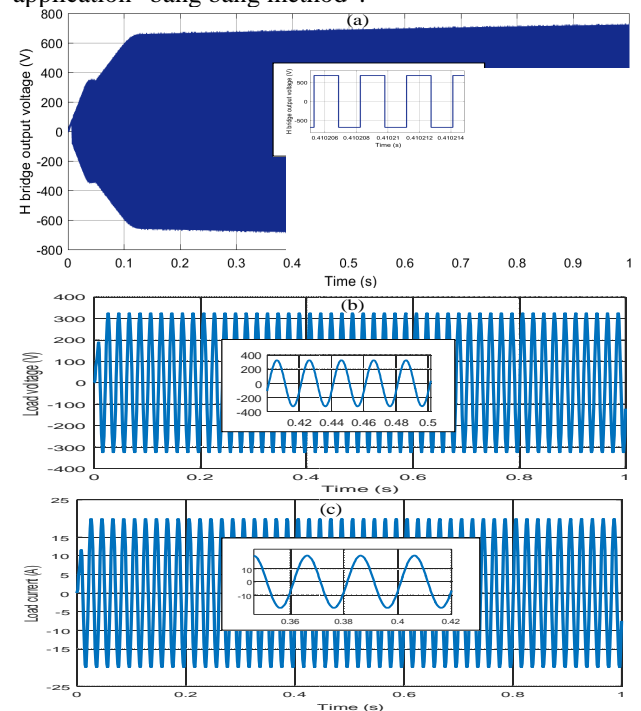 application "bang bang method".
(a)
H bridge output voltage (V)
800
600
400
200
0
-200
-400
-600
-800
H bridge output voltage (V)
500
0
-500
0.410206 0.410208 0.41021 0.410212 0.410214
Time (s)
0 0.1 0.2 0.3 0.4 0.5 0.6 0.7 0.8 0.9 1
Time (s)
(b)
Load voltage (V)
400
300
200
100
0
-100
-200
-300
-400
400
200
0
-200
-400
0.42 0.44 0.46 0.48 0.5
0 0.2 0.4 0.6 0.8 1
Time (s)
(c)
Load current (A)
25
15
10
5
0
-5
-10
-15
-25
10
0
-10
0.36 0.38 0.4 0.42
0 0.2 0.4 0.6 0.8 1
Time (s)